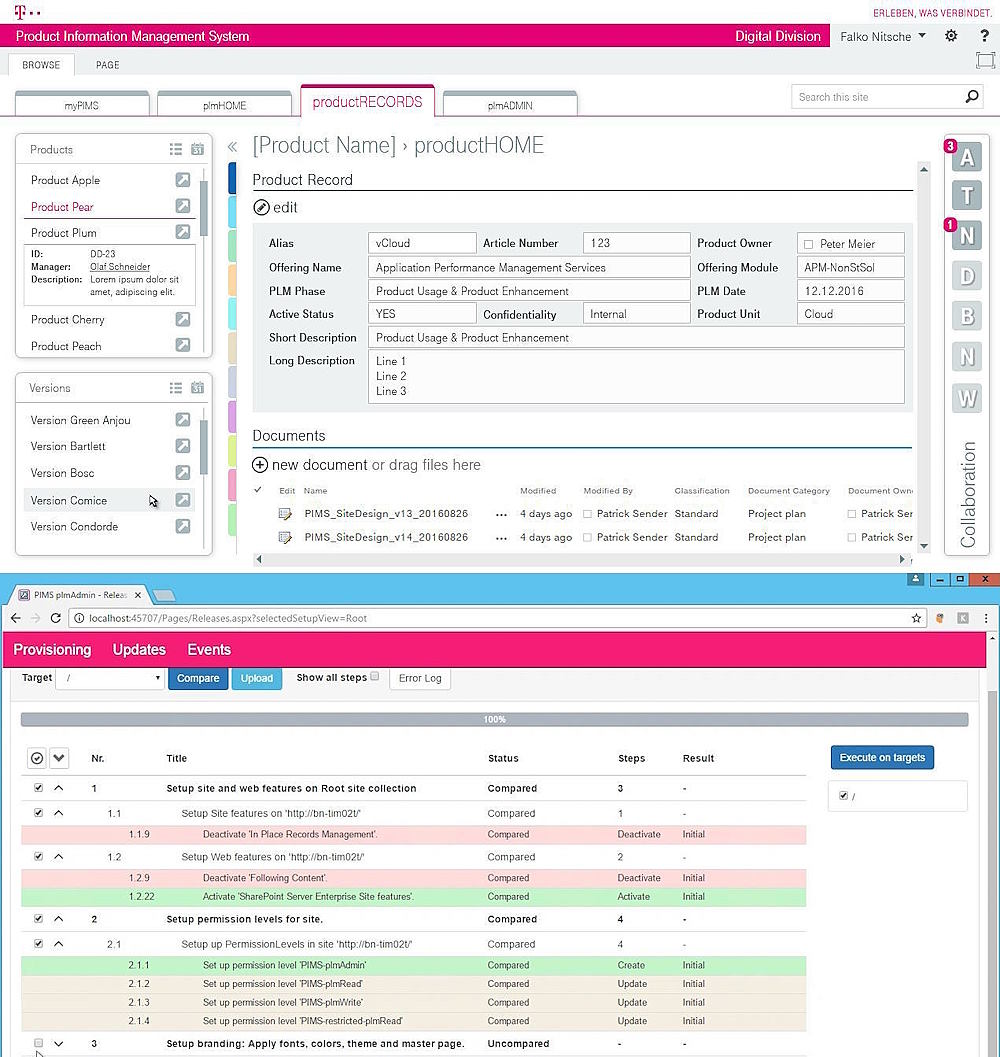 T
ERLEBEN, WAS VERBINDET.
Product Information Management System
Digital Division
Falko Nitsche
?
BROWSE
PAGE
myPIMS
plmHOME
productRECORDS
plmADMIN
Search this site
Products
31
Product Apple
Product Pear
Product Plum
ID: DD-23
Manager: Olaf Schneider
Description: Lorem ipsum dolor sit
amet, adipiscing elit.
Product Cherry
Product Peach
Versions
31
Version Green Anjou
Version Bartlett
Version Bosc
Version Comice
Version Condorde
[Product Name] › productHOME
Product Record
edit
Alias vCloud Article Number 123 Product Owner Peter Meier
Offering Name Application Performance Management Services Offering Module APM-NonStSol
PLM Phase Product Usage & Product Enhancement PLM Date 12.12.2016
Active Status YES Confidentiality Internal Product Unit Cloud
Short Description Product Usage & Product Enhancement
Long Description Line 1
Line 2
Line 3
Documents
new document or drag files here
Edit Name Modified Modified By Classification Document Category Document Owne
PIMS_SiteDesign_v13_20160826 ... 4 days ago Patrick Sender Standard Project plan Patrick Ser
PIMS_SiteDesign_v14_20160826 ... 4 days ago Patrick Sender Standard Project plan Patrick Ser
3
A
T
1
N
D
B
N
W
Collaboration
PIMS plmAdmin - Releas
localhost:45707/Pages/Releases.aspx?selectedSetupView=Root
K
Provisioning Updates Events
Target / Compare Upload Show all steps Error Log
100%
Nr. Title Status Steps Result
Execute on targets
/
1 Setup site and web features on Root site collection Compared 3 -
1.1 Setup Site features on 'http://bn-tim02t/' Compared 1 -
1.1.9 Deactivate 'In Place Records Management'. Compared Deactivate Initial
1.2 Setup Web features on 'http://bn-tim02t/' Compared 2 -
1.2.9 Deactivate 'Following Content'. Compared Deactivate Initial
1.2.22 Activate 'SharePoint Server Enterprise Site features'. Compared Activate Initial
2 Setup permission levels for site. Compared 4 -
2.1 Setup up PermissionLevels in site 'http://bn-tim02t/' Compared 4 -
2.1.1 Set up permission level 'PIMS-plmAdmin' Compared Create Initial
2.1.2 Set up permission level 'PIMS-plmRead' Compared Update Initial
2.1.3 Set up permission level 'PIMS-plmWrite' Compared Update Initial
2.1.4 Set up permission level 'PIMS-restricted-plmRead' Compared Update Initial
3 Setup branding: Apply fonts, colors, theme and master page. Uncompared - -